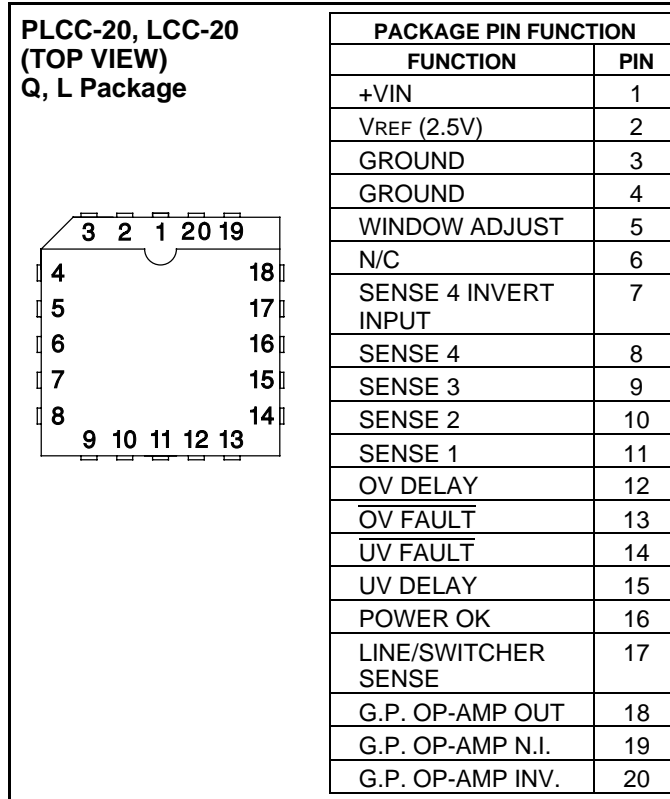 PLCC-20, LCC-20
(TOP VIEW)
Q, L Package
3 2 1 20 19
4 18
5 17
6 16
7 15
8 14
9 10 11 12 13
PACKAGE PIN FUNCTION
FUNCTION PIN
+VIN 1
VREF (2.5V) 2
GROUND 3
GROUND 4
WINDOW ADJUST 5
N/C 6
SENSE 4 INVERT 7
INPUT
SENSE 4 8
SENSE 3 9
SENSE 2 10
SENSE 1 11
OV DELAY 12
OV FAULT 13
UV FAULT 14
UV DELAY 15
POWER OK 16
LINE/SWITCHER 17
SENSE
G.P. OP-AMP OUT 18
G.P. OP-AMP N.I. 19
G.P. OP-AMP INV. 20